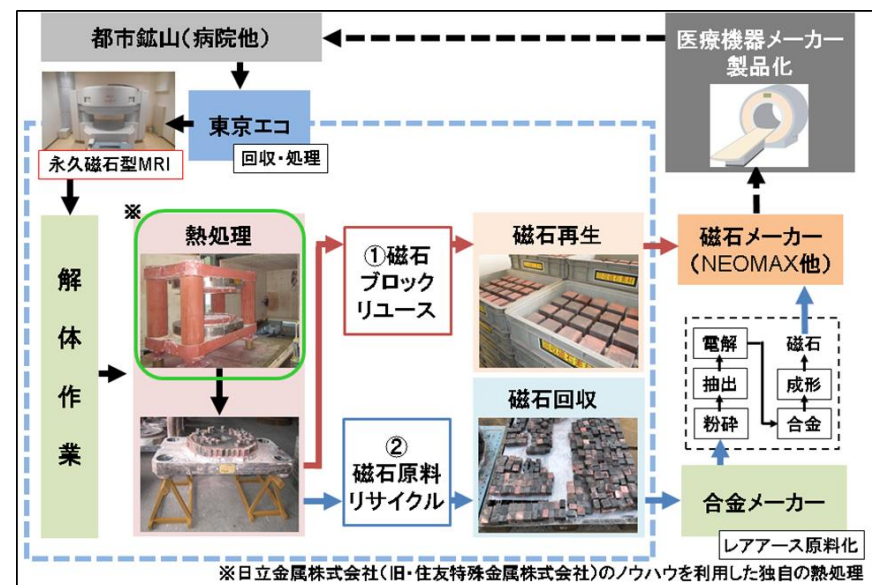 都市鉱山(病院他)
医療機器メーカー
製品化
東京エコ
回収・処理
永久磁石型MRI
解体作業
※
熱処理
①磁石
ブロック
リユース
磁石再生
磁石メーカー
(NEOMAX他)
②
磁石原料
リサイクル
磁石回収
電解
抽出
粉砕
磁石
成形
合金
合金メーカー
レアアース原料化
※日立金属株式会社(旧・住友特殊金属株式会社)のノウハウを利用した独自の熱処理